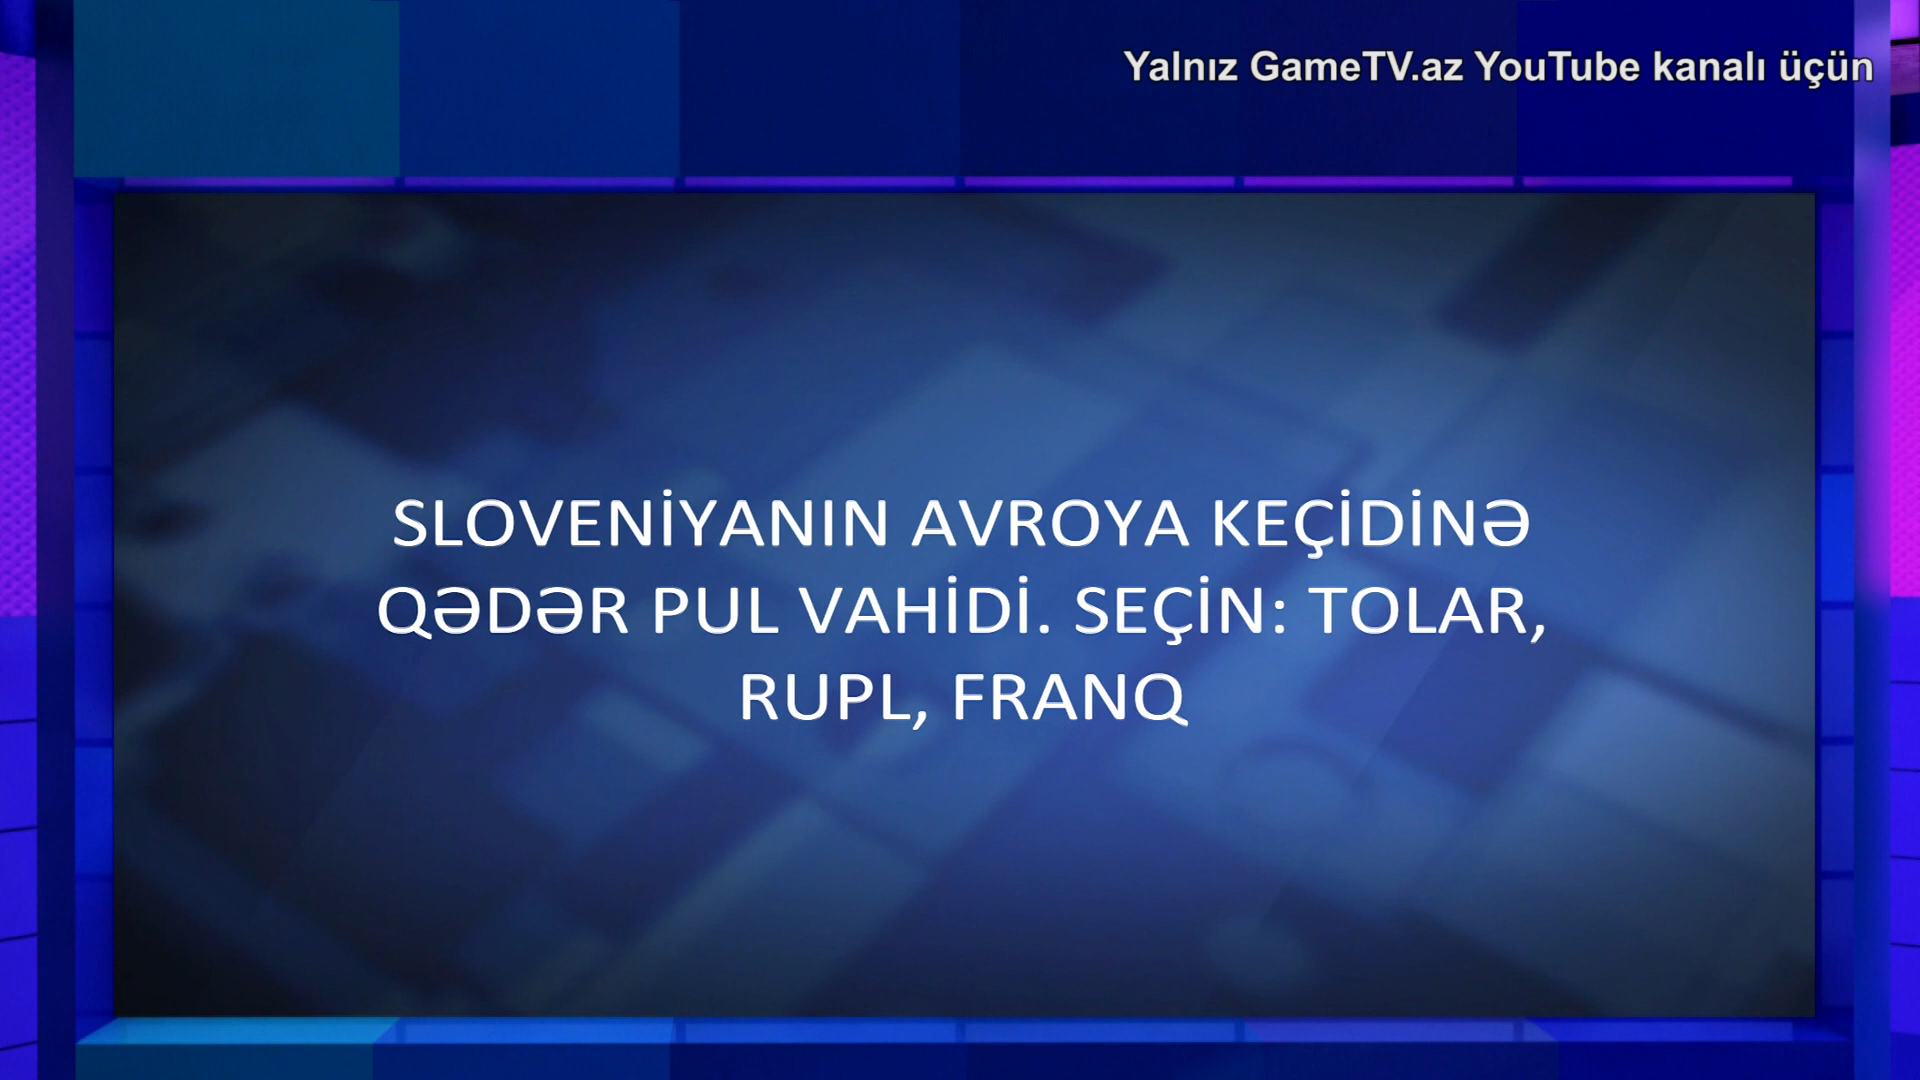 Yalnız GameTV.az YouTube kanalı üçün
SLOVENİYANIN AVROYA KEÇİDİNƏ
QƏDƏR PUL VAHİDİ. SEÇİN: TOLAR,
RUPL, FRANQ